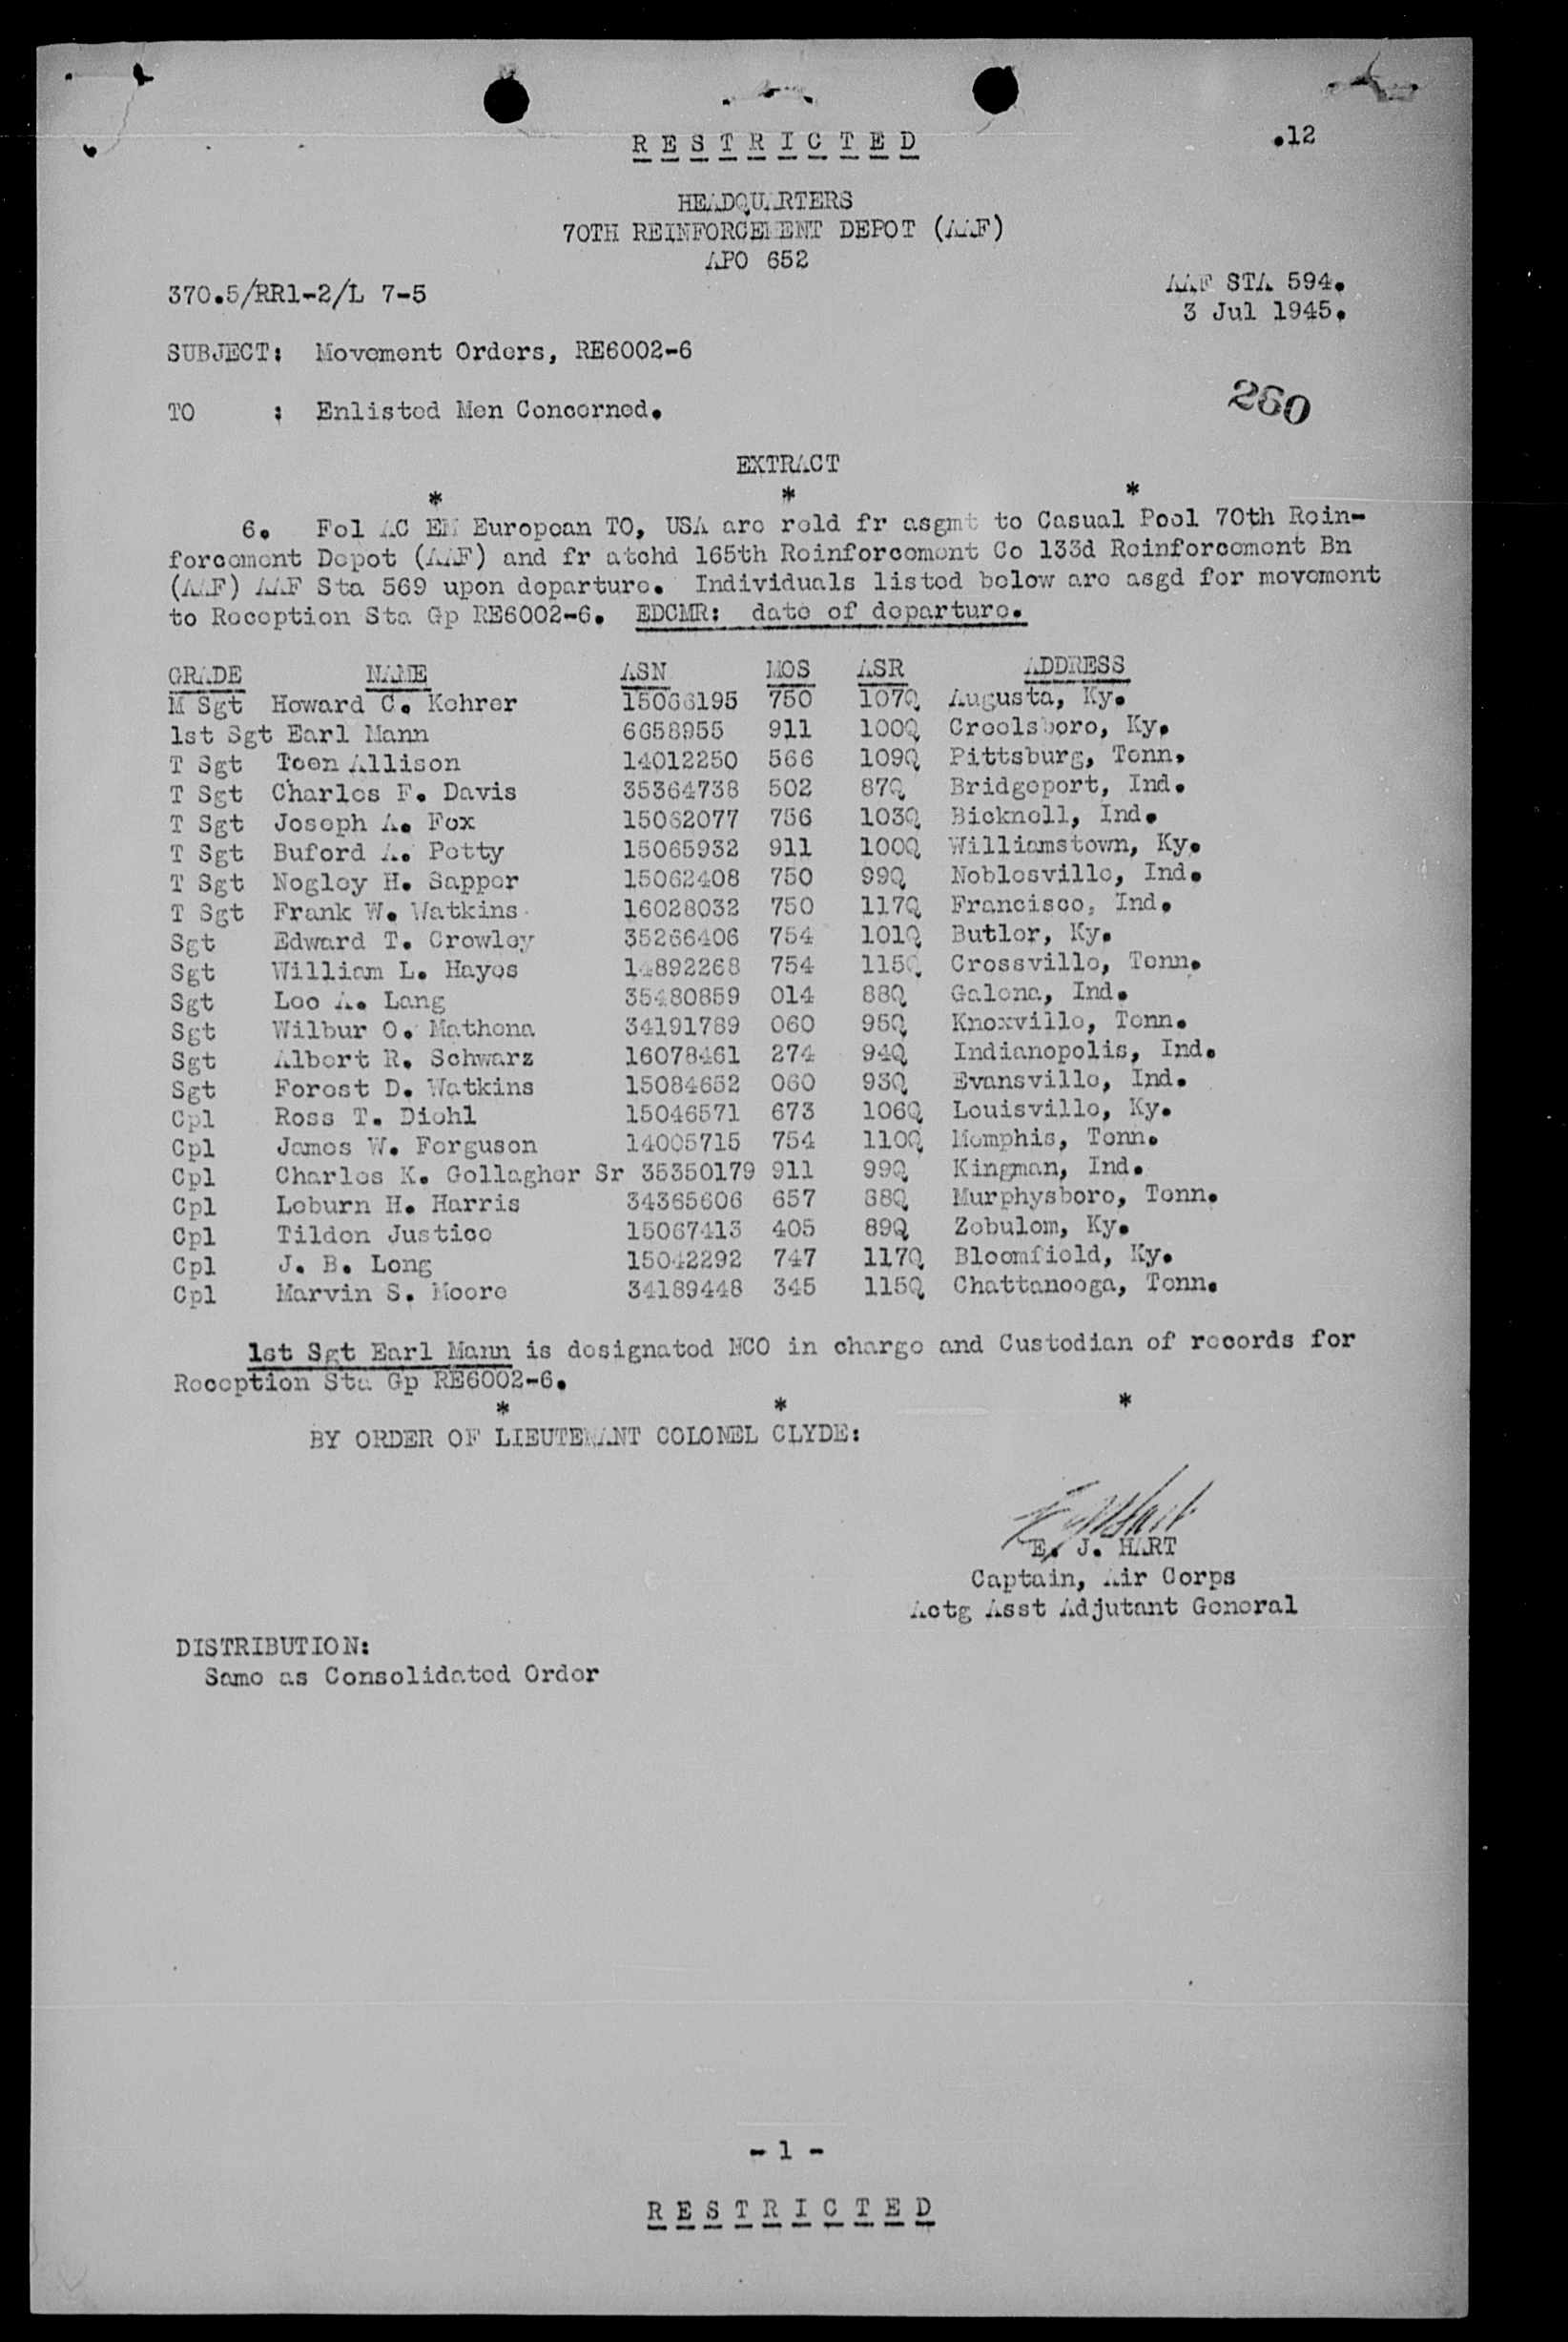 RESTRICTED
.12
HEADQUARTERS
70TH REINFORCEMENT DEPOT (AAF)
APO 652
370.5/RR1-2/L 7-5
AAF STA 594.
3 Jul 1945.
SUBJECT: Movement Orders, RE6002-6
TO : Enlisted Men Concerned.
260
EXTRACT
* * *
6. Fol AC EM European TO, USA are reld fr asgmt to Casual Pool 70th Rein-
forcement Depot (AAF) and fr atchd 165th Reinforcement Co 133d Reinforcement Bn
(AAF) AAF Sta 569 upon departure. Individuals listed below are asgd for movement
to Reception Sta Gp RE6002-6. EDCMR: date of departure.
GRADE NAME ASN MOS ASR ADDRESS
M Sgt Howard C. Kehrer 15066195 750 107Q Augusta, Ky.
1st Sgt Earl Mann 6658955 911 100Q Creelsboro, Ky.
T Sgt Teen Allison 14012250 566 109Q Pittsburg, Tenn.
T Sgt Charles F. Davis 35364738 502 87Q Bridgeport, Ind.
T Sgt Joseph A. Fox 15062077 756 103Q Bicknell, Ind.
T Sgt Buford A. Petty 15065932 911 100Q Williamstown, Ky.
T Sgt Negley H. Sapper 15062408 750 99Q Noblesville, Ind.
T Sgt Frank W. Watkins 16028032 750 117Q Francisco, Ind.
Sgt Edward T. Crowley 35266406 754 101Q Butler, Ky.
Sgt William L. Hayes 14892268 754 115Q Crossville, Tenn.
Sgt Leo A. Lang 35480859 014 88Q Galena, Ind.
Sgt Wilbur O. Mathena 34191789 060 95Q Knoxville, Tenn.
Sgt Albert R. Schwarz 16078461 274 94Q Indianopolis, Ind.
Sgt Forest D. Watkins 15084652 060 93Q Evansville, Ind.
Cpl Ross T. Diehl 15046571 673 106Q Louisville, Ky.
Cpl James W. Ferguson 14005715 754 110Q Memphis, Tenn.
Cpl Charles K. Gollagher Sr 35350179 911 99Q Kingman, Ind.
Cpl Leburn H. Harris 34365606 657 88Q Murphysboro, Tenn.
Cpl Tilden Justice 15067413 405 89Q Zebulom, Ky.
Cpl J. B. Long 15042292 747 117Q Bloomfield, Ky.
Cpl Marvin S. Moore 34189448 345 115Q Chattanooga, Tenn.
1st Sgt Earl Mann is designated NCO in charge and Custodian of records for
Reception Sta Gp RE6002-6.
* * *
BY ORDER OF LIEUTENANT COLONEL CLYDE:
E. J. HART
Captain, Air Corps
Actg Asst Adjutant General
DISTRIBUTION:
Same as Consolidated Order
- 1 -
RESTRICTED